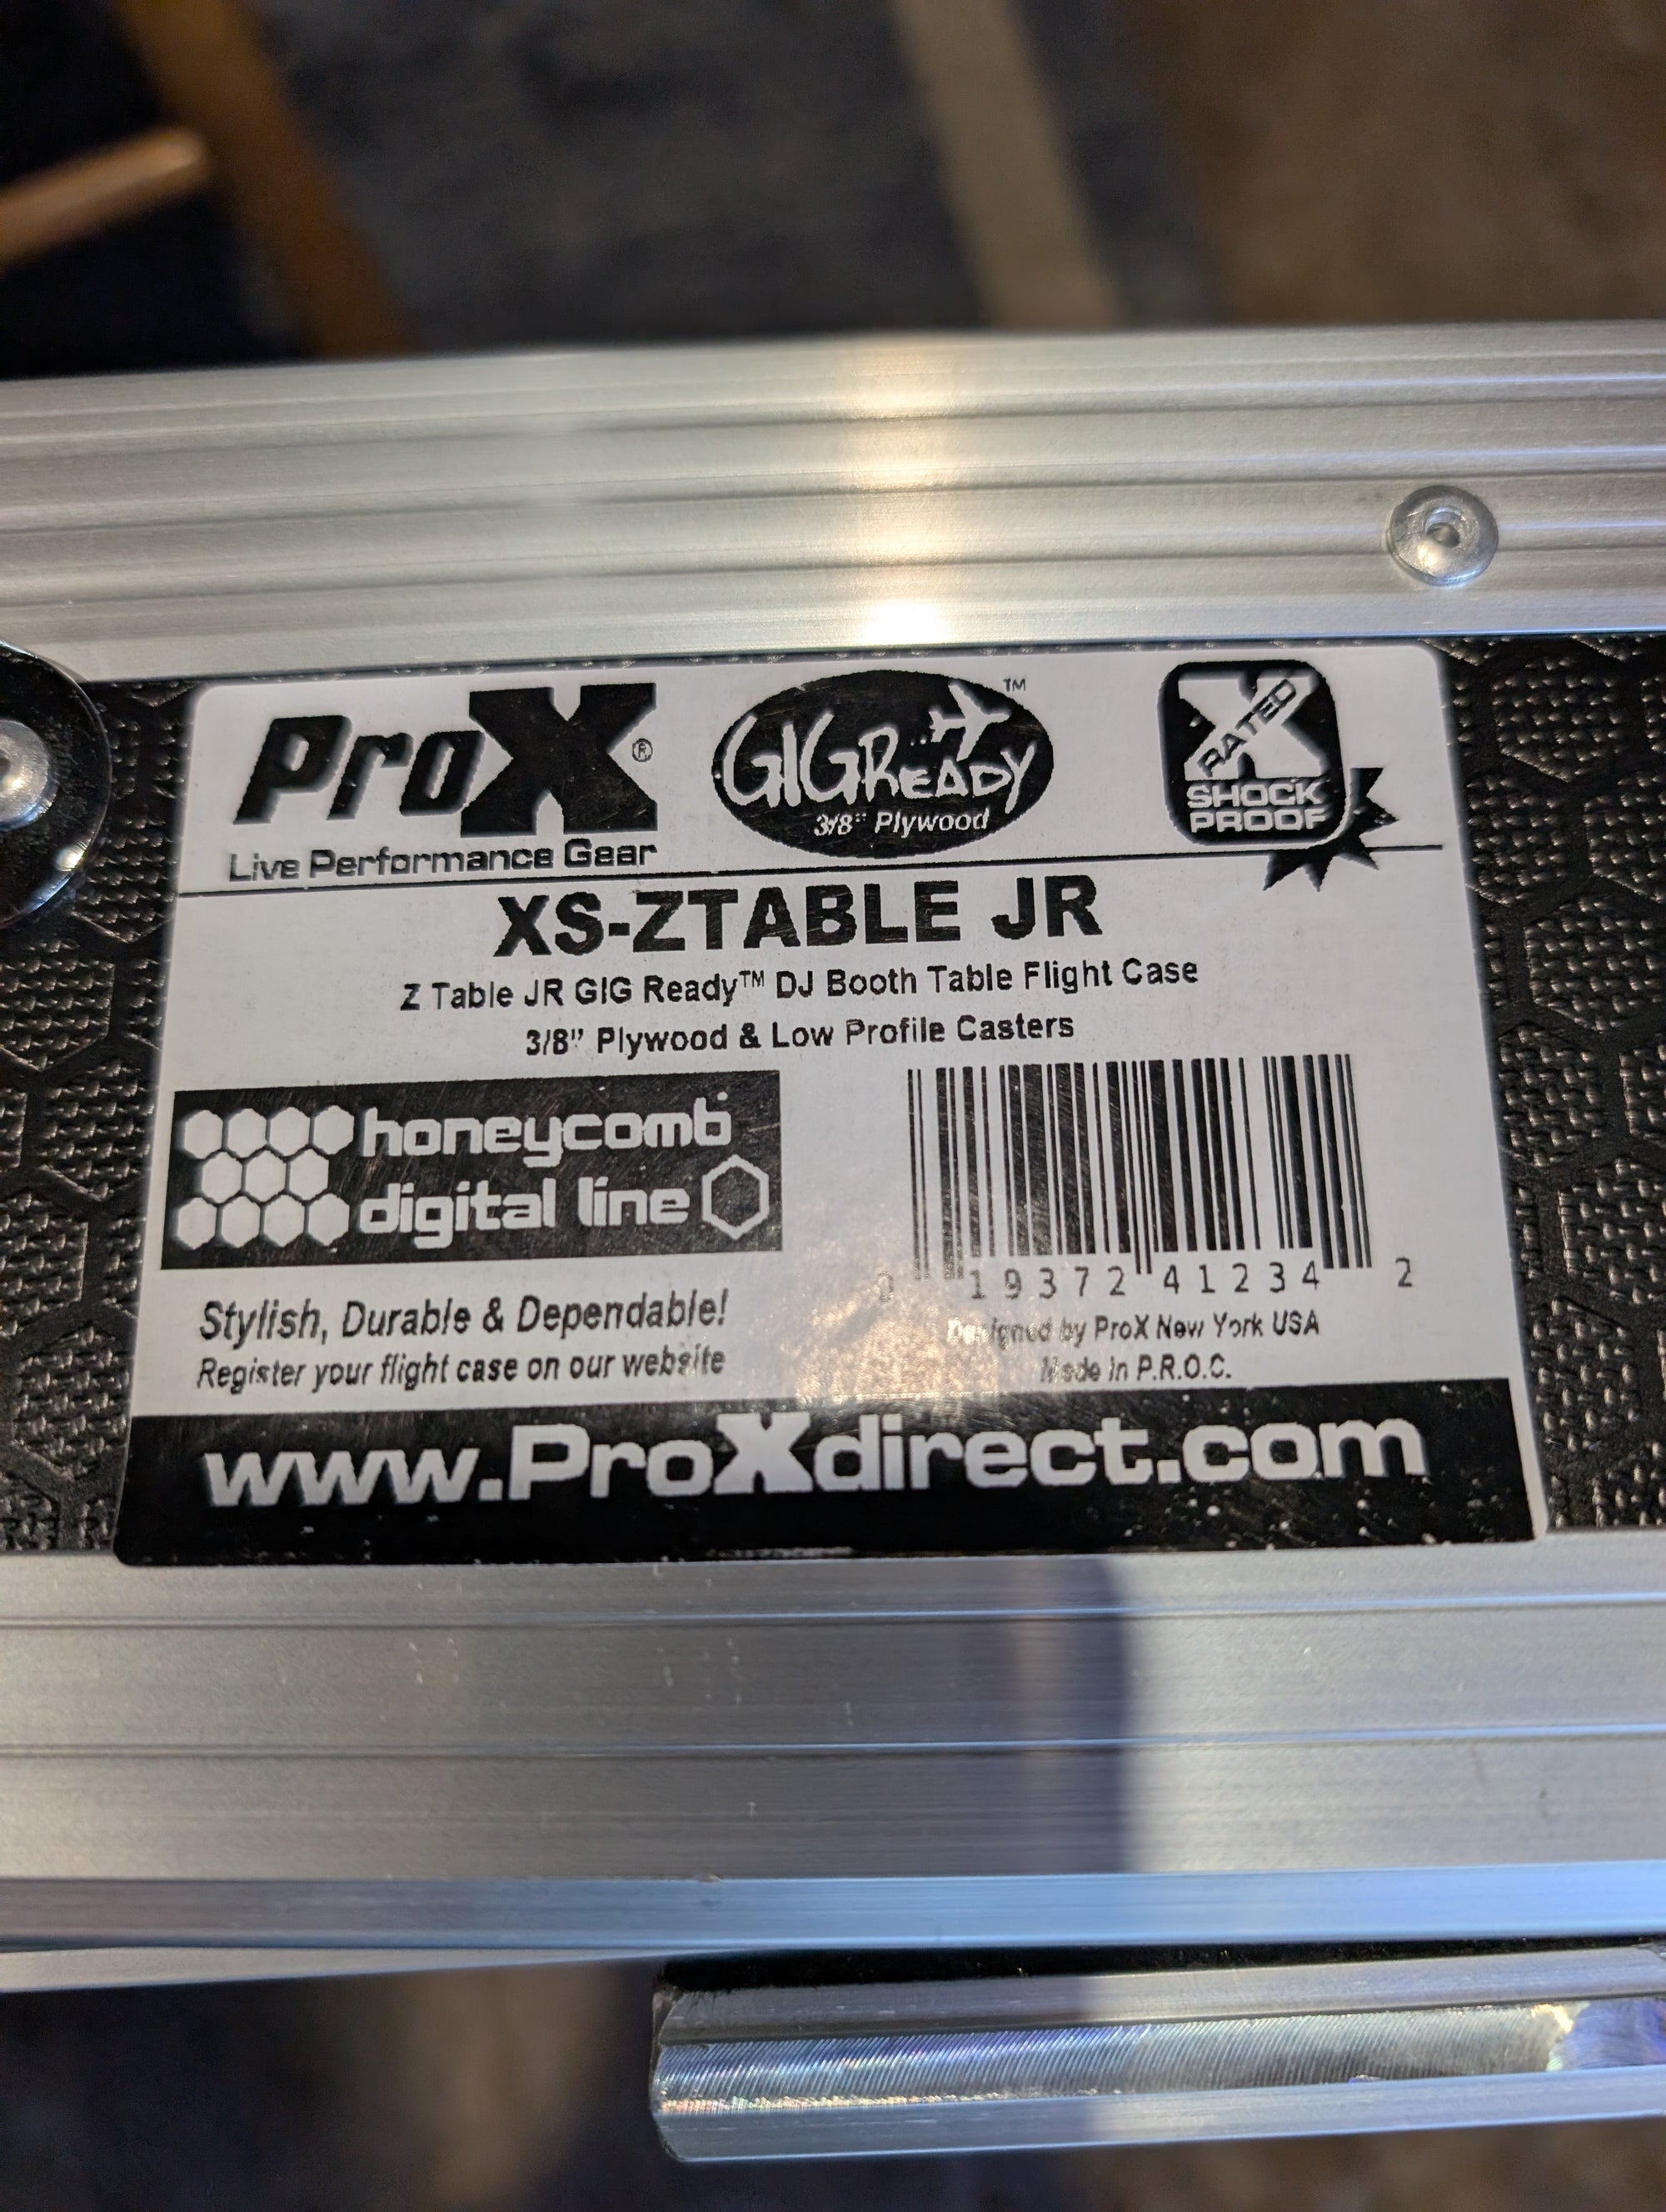 ProX®
Live Performance Gear
GIGREADY™
3/8" Plywood
X
RATED
SHOCK
PROOF
XS-ZTABLE JR
Z Table JR GIG Ready™ DJ Booth Table Flight Case
3/8" Plywood & Low Profile Casters
honeycomb
digital line
0 19372 41234 2
Stylish, Durable & Dependable!
Register your flight case on our website
Designed by ProX New York USA
Made in P.R.O.C.
www.ProXdirect.com